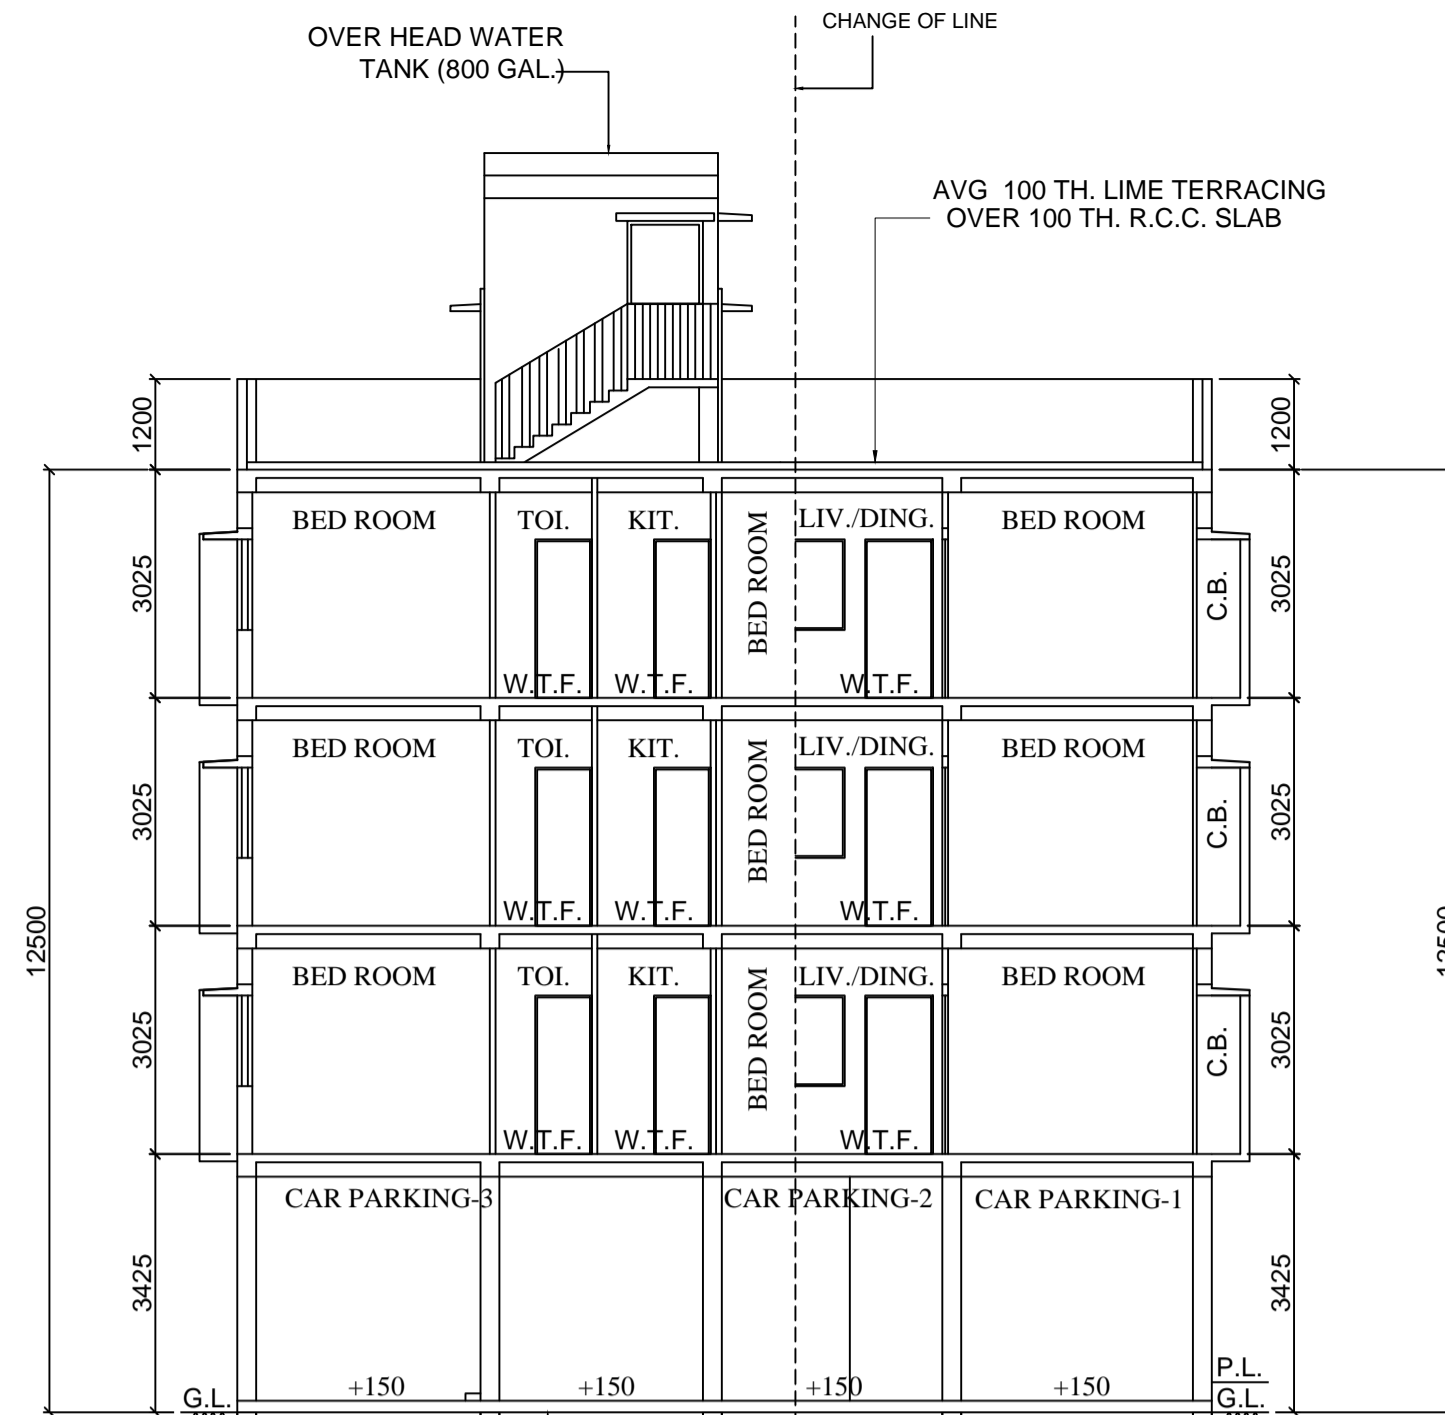 CHANGE OF LINE
OVER HEAD WATER
TANK (800 GAL.)
AVG 100 TH. LIME TERRACING
OVER 100 TH. R.C.C. SLAB
1200
1200
BED ROOM
TOI.
KIT.
BED ROOM
LIV./DING.
BED ROOM
3025
C.B.
3025
W.T.F.
W.T.F.
W.T.F.
BED ROOM
TOI.
KIT.
BED ROOM
LIV./DING.
BED ROOM
3025
C.B.
3025
W.T.F.
W.T.F.
W.T.F.
12500
12500
BED ROOM
TOI.
KIT.
BED ROOM
LIV./DING.
BED ROOM
3025
C.B.
3025
W.T.F.
W.T.F.
W.T.F.
CAR PARKING-3
CAR PARKING-2
CAR PARKING-1
3425
3425
+150
+150
+150
+150
P.L.
G.L.
G.L.